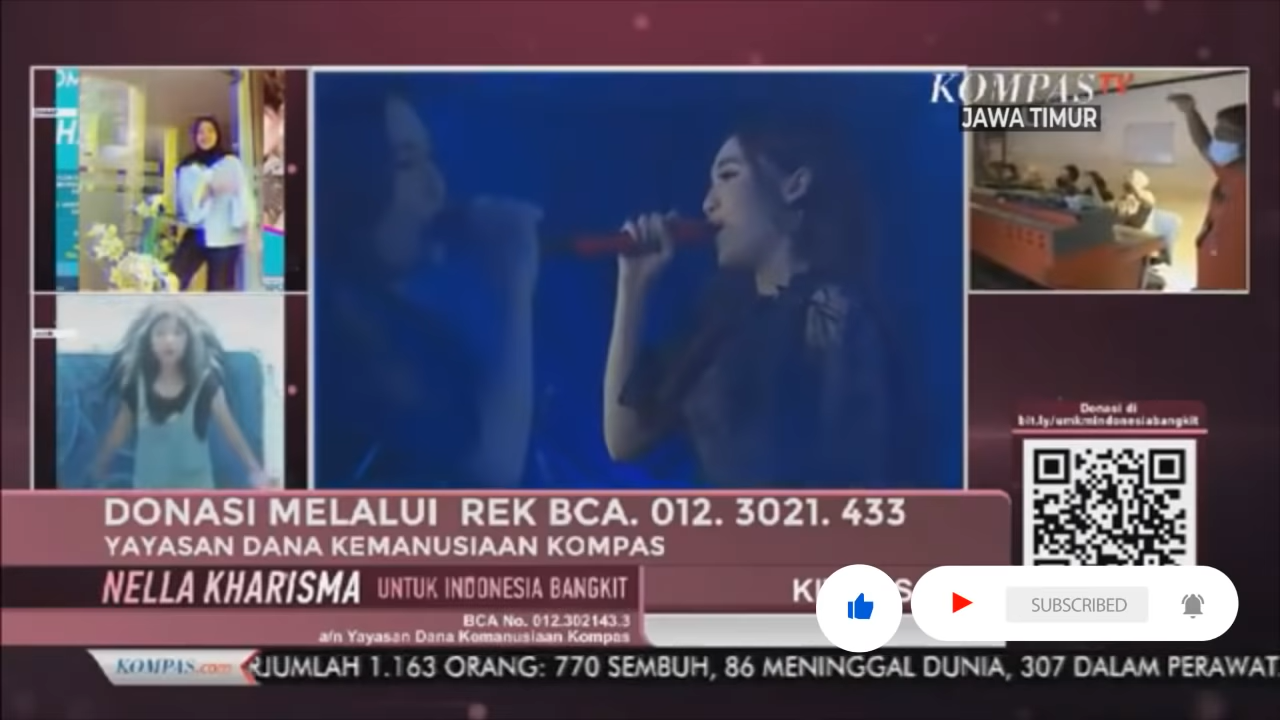 KOMPAS TV
JAWA TIMUR
Donasi di
bit.ly/umkmindonesiabangkit
DONASI MELALUI REK BCA. 012. 3021. 433
YAYASAN DANA KEMANUSIAAN KOMPAS
NELLA KHARISMA UNTUK INDONESIA BANGKIT
BCA No. 012.302143.3
a/n Yayasan Dana Kemanusiaan Kompas
SUBSCRIBED
KOMPAS.com RJUMLAH 1.163 ORANG: 770 SEMBUH, 86 MENINGGAL DUNIA, 307 DALAM PERAWAT